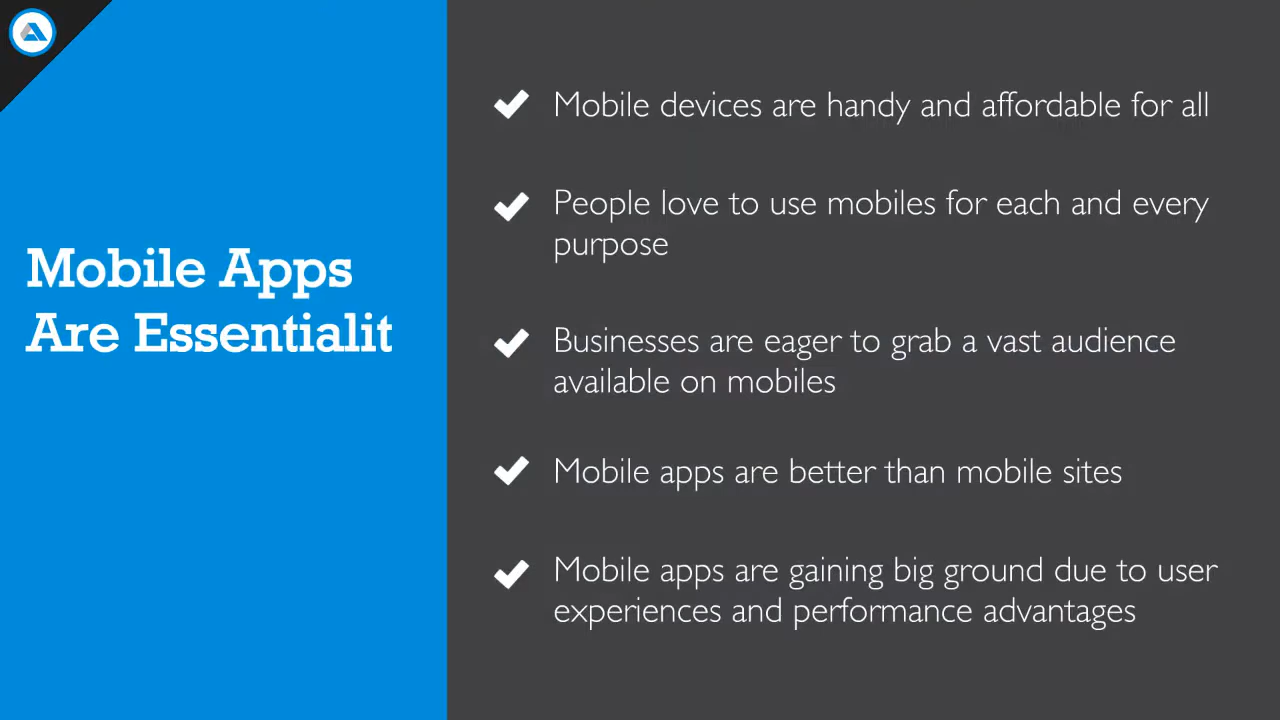 Mobile Apps
Are Essentialit
Mobile devices are handy and affordable for all
People love to use mobiles for each and every
purpose
Businesses are eager to grab a vast audience
available on mobiles
Mobile apps are better than mobile sites
Mobile apps are gaining big ground due to user
experiences and performance advantages